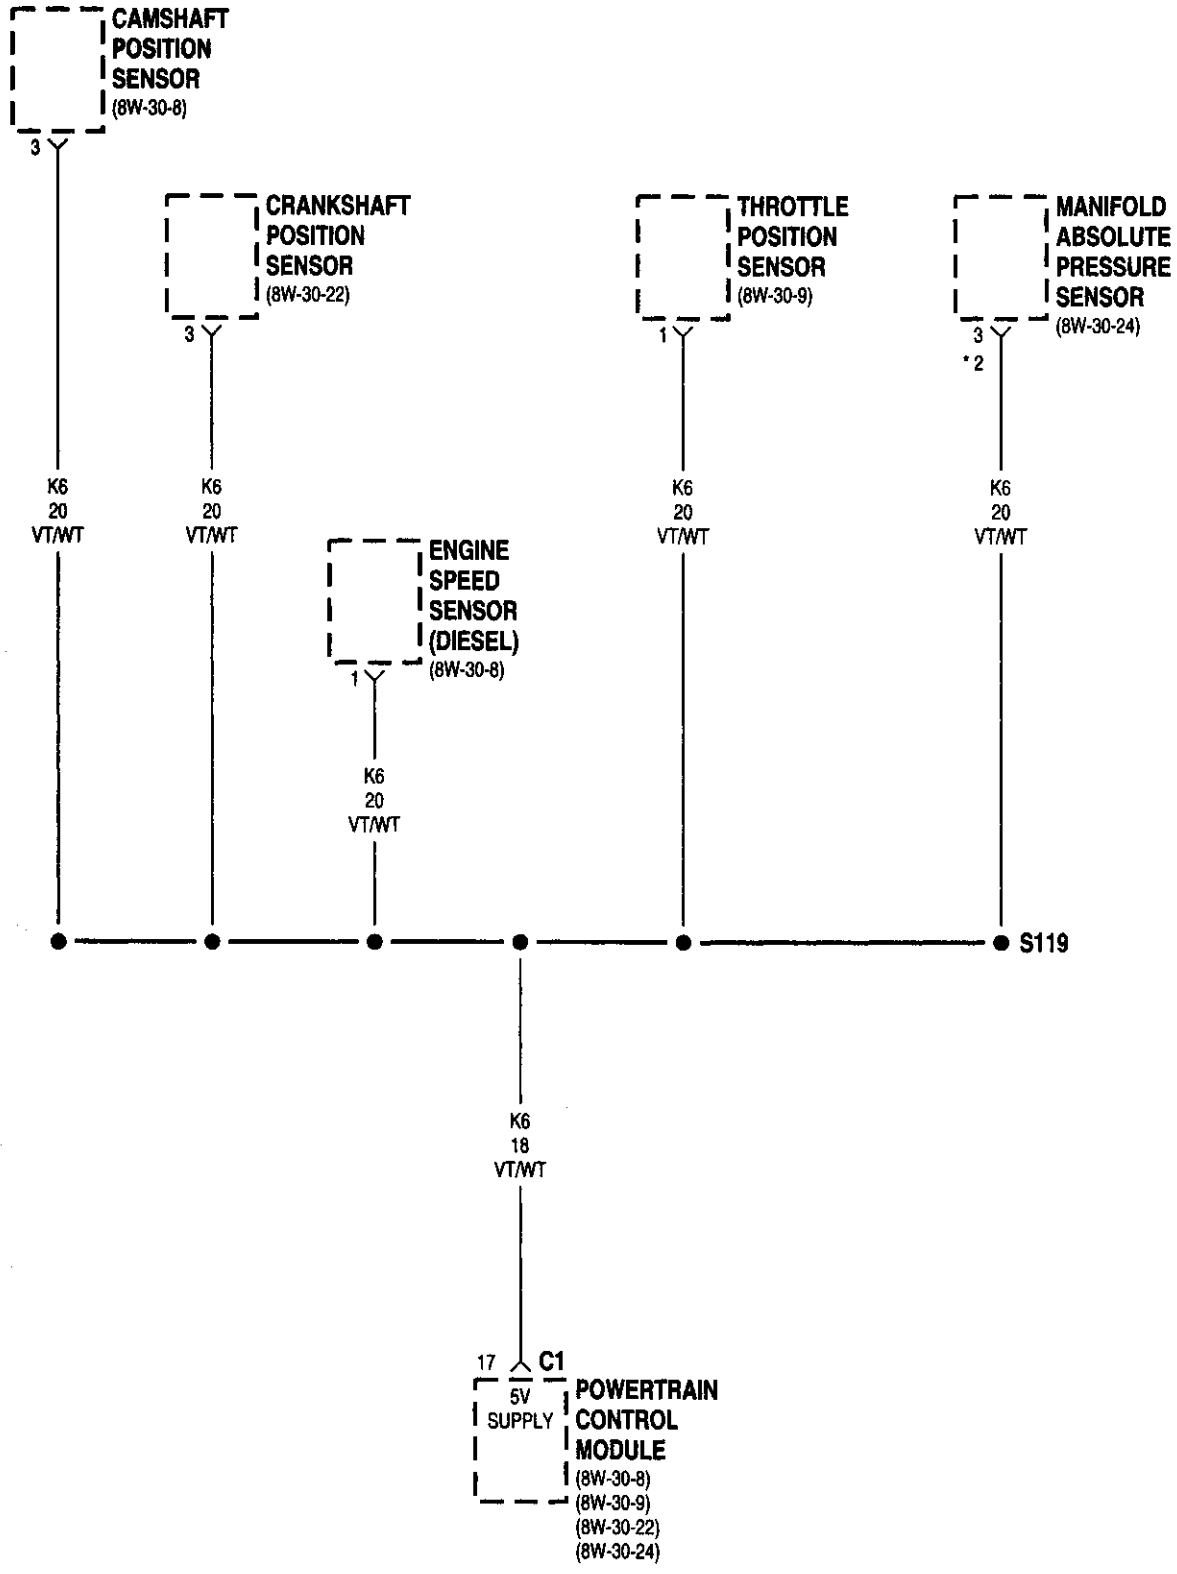 CAMSHAFT
POSITION
SENSOR
(8W-30-8)
3
CRANKSHAFT
POSITION
SENSOR
(8W-30-22)
3
THROTTLE
POSITION
SENSOR
(8W-30-9)
1
MANIFOLD
ABSOLUTE
PRESSURE
SENSOR
(8W-30-24)
3
* 2
K6
20
VT/WT
K6
20
VT/WT
K6
20
VT/WT
K6
20
VT/WT
ENGINE
SPEED
SENSOR
(DIESEL)
(8W-30-8)
1
K6
20
VT/WT
S119
K6
18
VT/WT
17
C1
5V
SUPPLY
POWERTRAIN
CONTROL
MODULE
(8W-30-8)
(8W-30-9)
(8W-30-22)
(8W-30-24)